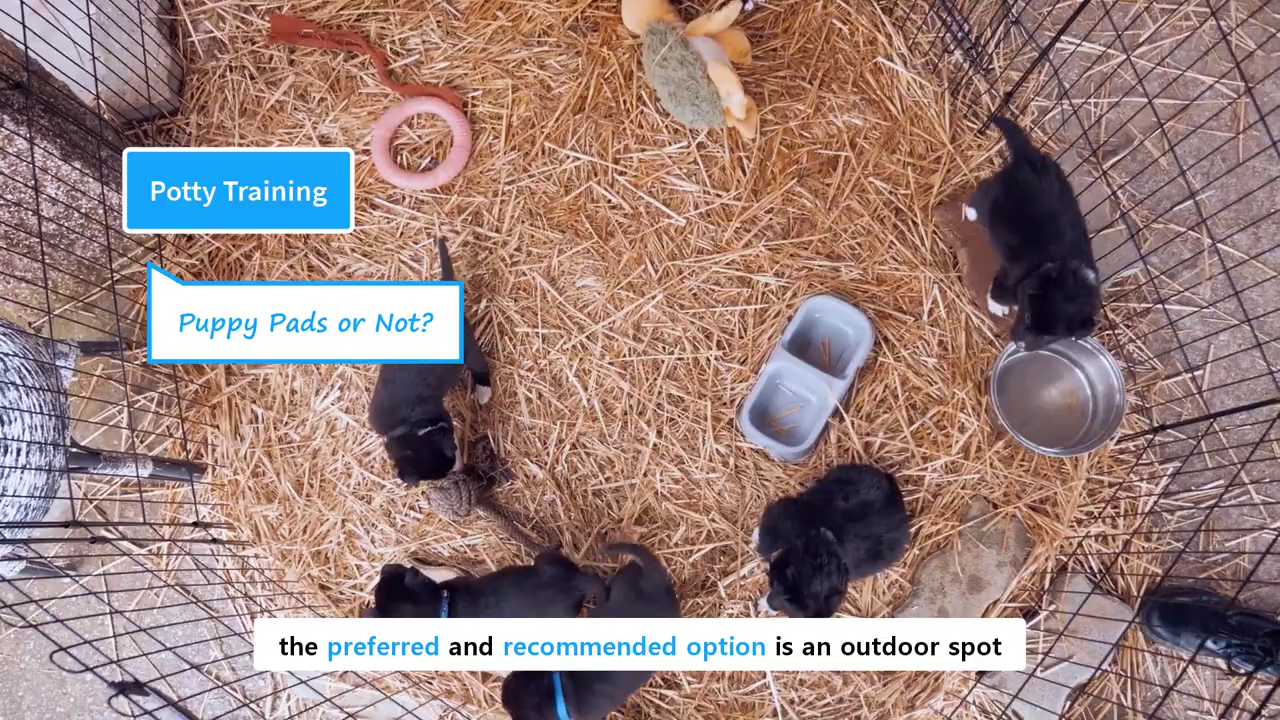 Potty Training
Puppy Pads or Not?
the preferred and recommended option is an outdoor spot